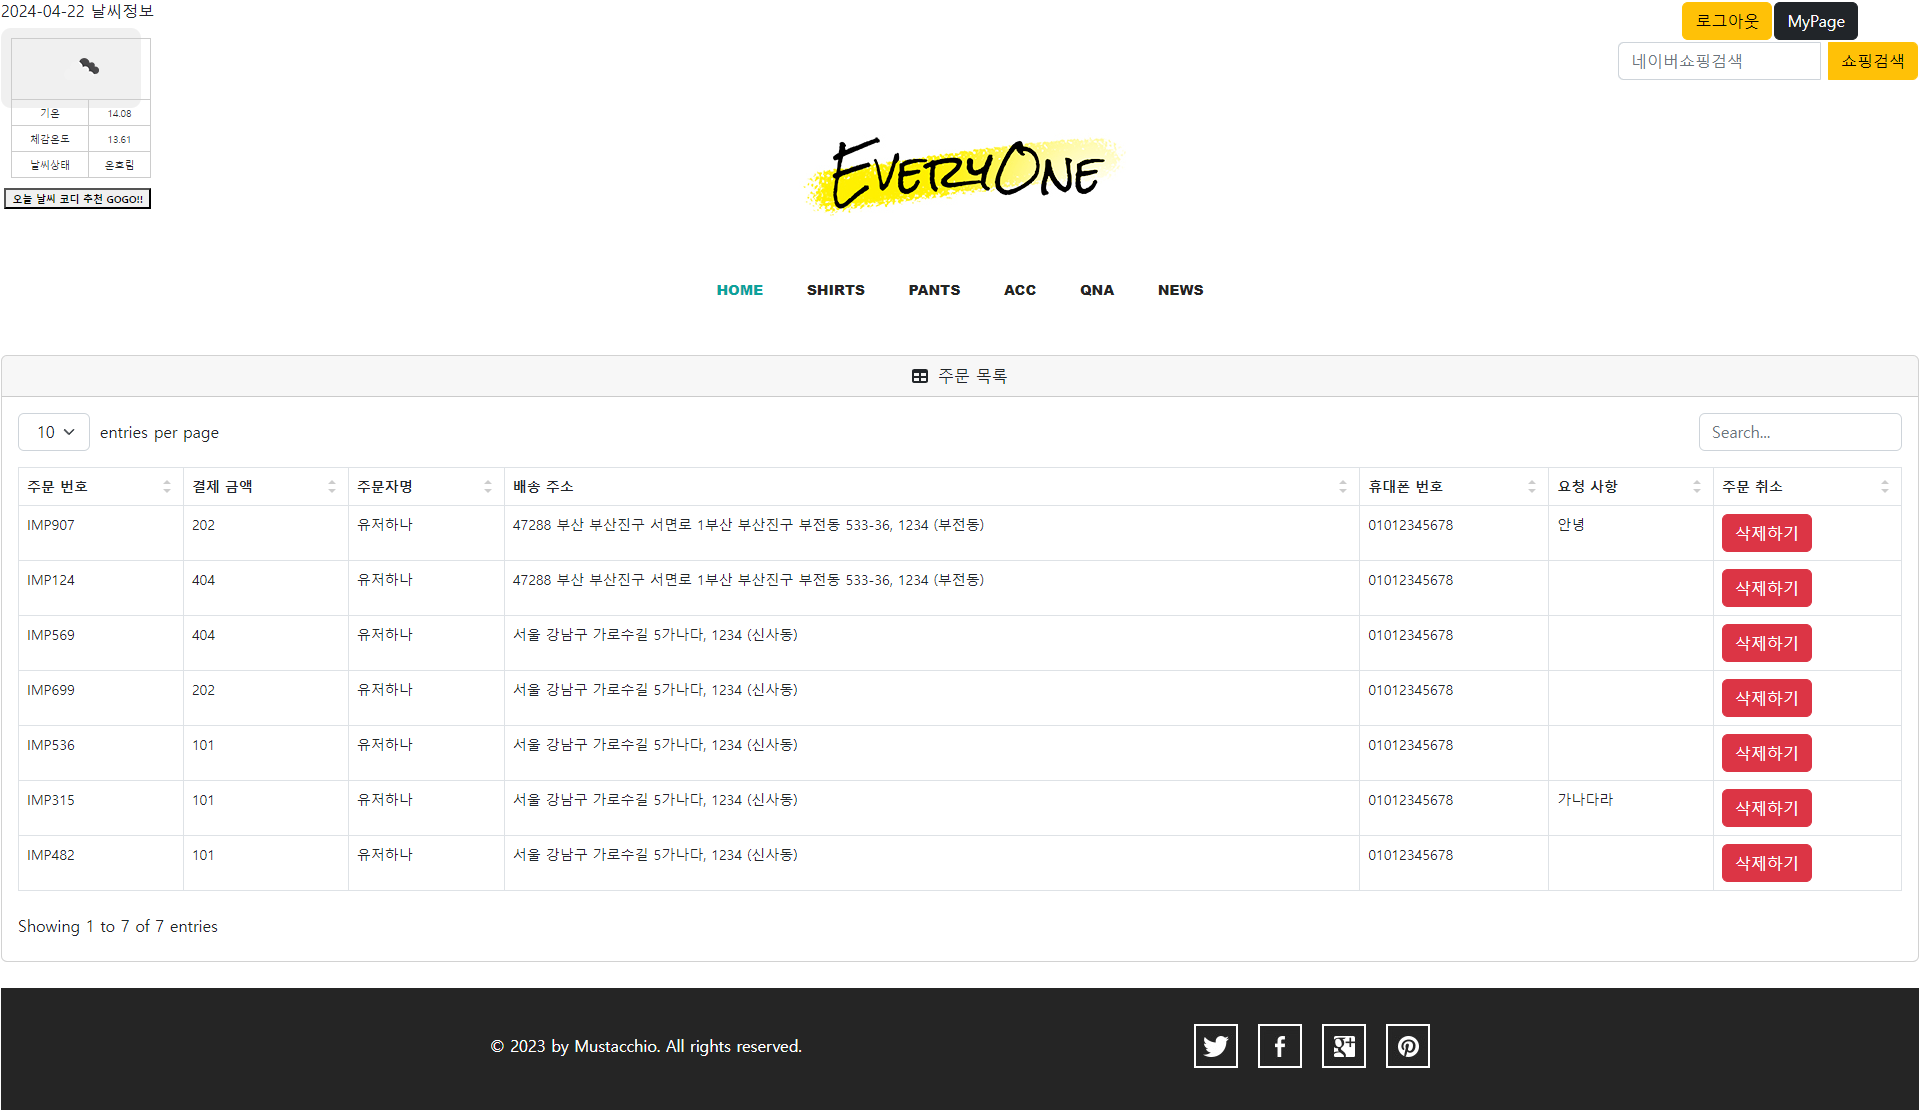 2024-04-22 날씨정보
로그아웃 MyPage
네이버쇼핑검색 쇼핑검색
기온 14.08
체감온도 13.61
날씨상태 온흐림
오늘 날씨 코디 추천 GOGO!!
EVERYONE
HOME SHIRTS PANTS ACC QNA NEWS
주문 목록
10 entries per page Search...
주문 번호 결제 금액 주문자명 배송 주소 휴대폰 번호 요청 사항 주문 취소
IMP907 202 유저하나 47288 부산 부산진구 서면로 1부산 부산진구 부전동 533-36, 1234 (부전동) 01012345678 안녕 삭제하기
IMP124 404 유저하나 47288 부산 부산진구 서면로 1부산 부산진구 부전동 533-36, 1234 (부전동) 01012345678 삭제하기
IMP569 404 유저하나 서울 강남구 가로수길 5가나다, 1234 (신사동) 01012345678 삭제하기
IMP699 202 유저하나 서울 강남구 가로수길 5가나다, 1234 (신사동) 01012345678 삭제하기
IMP536 101 유저하나 서울 강남구 가로수길 5가나다, 1234 (신사동) 01012345678 삭제하기
IMP315 101 유저하나 서울 강남구 가로수길 5가나다, 1234 (신사동) 01012345678 가나다라 삭제하기
IMP482 101 유저하나 서울 강남구 가로수길 5가나다, 1234 (신사동) 01012345678 삭제하기
Showing 1 to 7 of 7 entries
© 2023 by Mustacchio. All rights reserved.